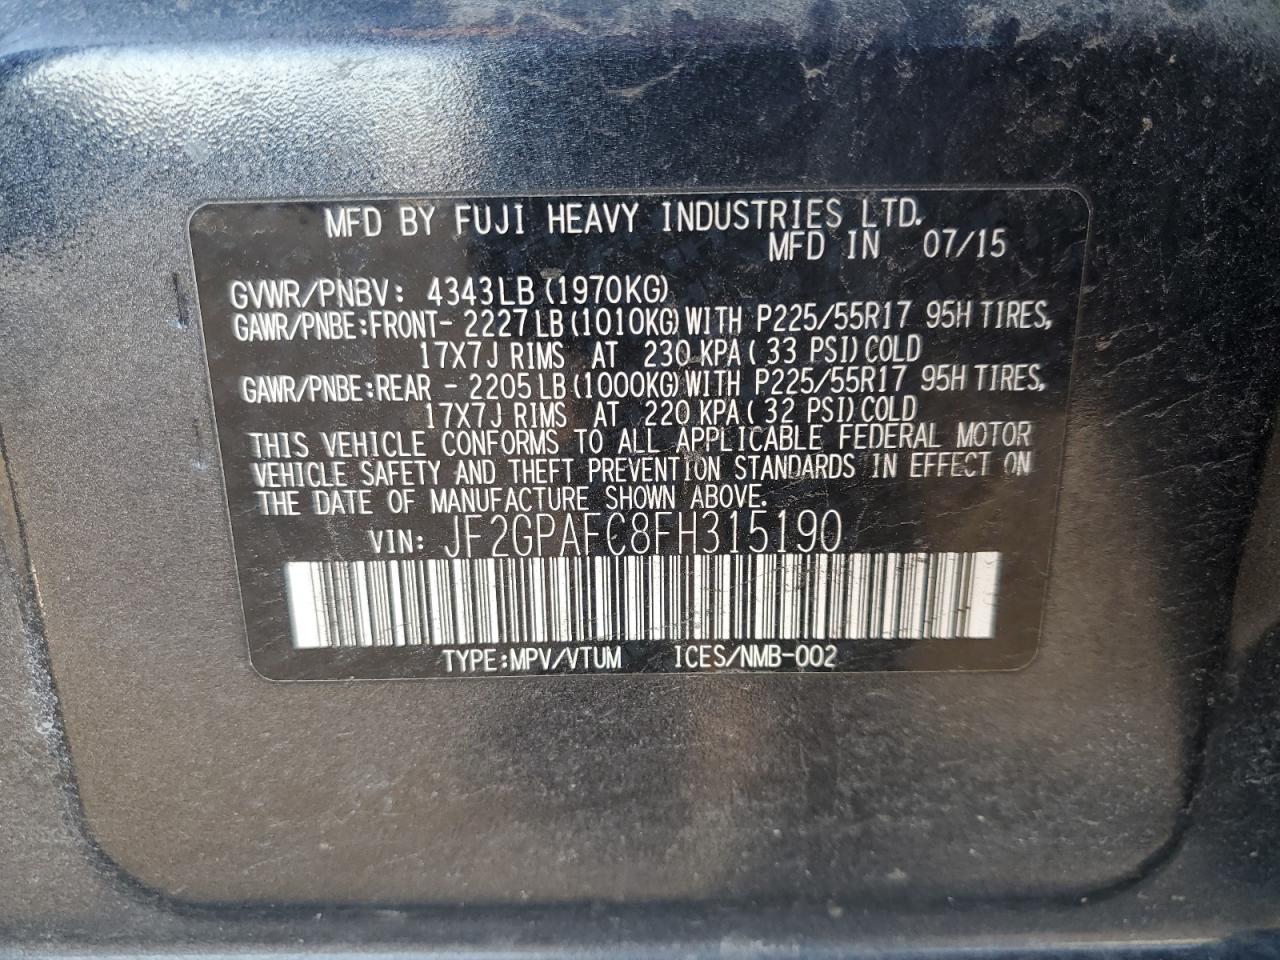 MFD BY FUJI HEAVY INDUSTRIES LTD.
MFD IN 07/15
GVWR/PNBV: 4343LB (1970KG)
GAWR/PNBE:FRONT- 2227LB (1010KG) WITH P225/55R17 95H TIRES,
17X7J RIMS AT 230 KPA ( 33 PSI) COLD
GAWR/PNBE:REAR - 2205LB (1000KG) WITH P225/55R17 95H TIRES,
17X7J RIMS AT 220 KPA ( 32 PSI) COLD
THIS VEHICLE CONFORMS TO ALL APPLICABLE FEDERAL MOTOR
VEHICLE SAFETY AND THEFT PREVENTION STANDARDS IN EFFECT ON
THE DATE OF MANUFACTURE SHOWN ABOVE.
VIN: JF2GPAFC8FH315190
TYPE:MPV/VTUM ICES/NMB-002